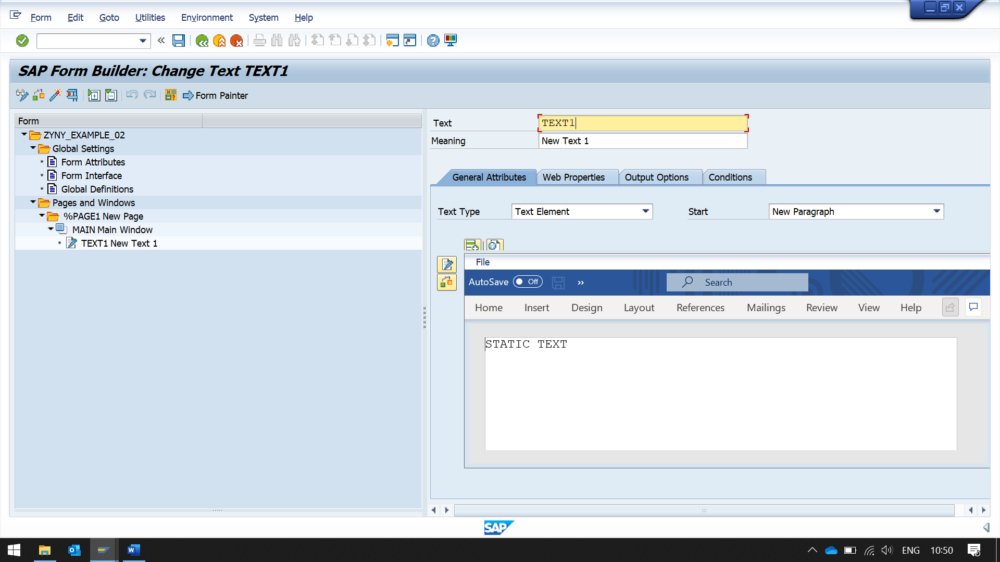 Form Edit Goto Utilities Environment System Help
SAP Form Builder: Change Text TEXT1
Form Painter
Form
ZYNY_EXAMPLE_02
Global Settings
Form Attributes
Form Interface
Global Definitions
Pages and Windows
%PAGE1 New Page
MAIN Main Window
TEXT1 New Text 1
Text TEXT1
Meaning New Text 1
General Attributes Web Properties Output Options Conditions
Text Type Text Element Start New Paragraph
File
AutoSave Off Search
Home Insert Design Layout References Mailings Review View Help
STATIC TEXT
SAP
ENG 10:50